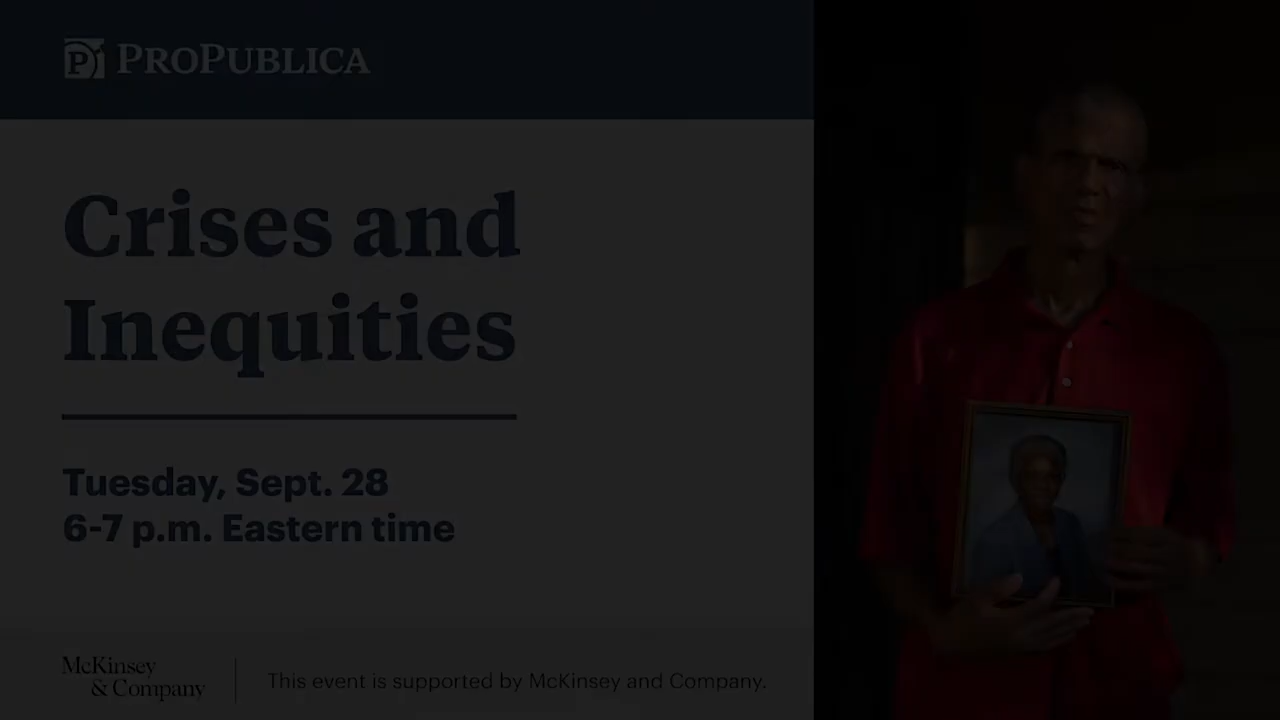 PROPUBLICA
Crises and
Inequities
Tuesday, Sept. 28
6-7 p.m. Eastern time
McKinsey
& Company
This event is supported by McKinsey and Company.